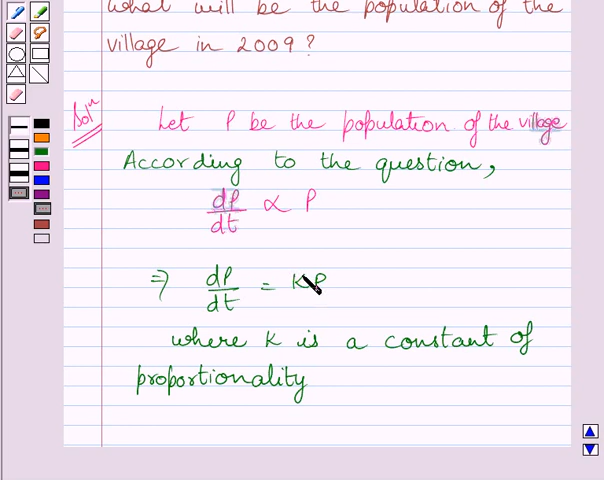 what will be the population of the
village in 2009?
Solⁿ Let P be the population of the village
According to the question,
dP/dt ∝ P
⇒ dP/dt = KP
where K is a constant of
proportionality